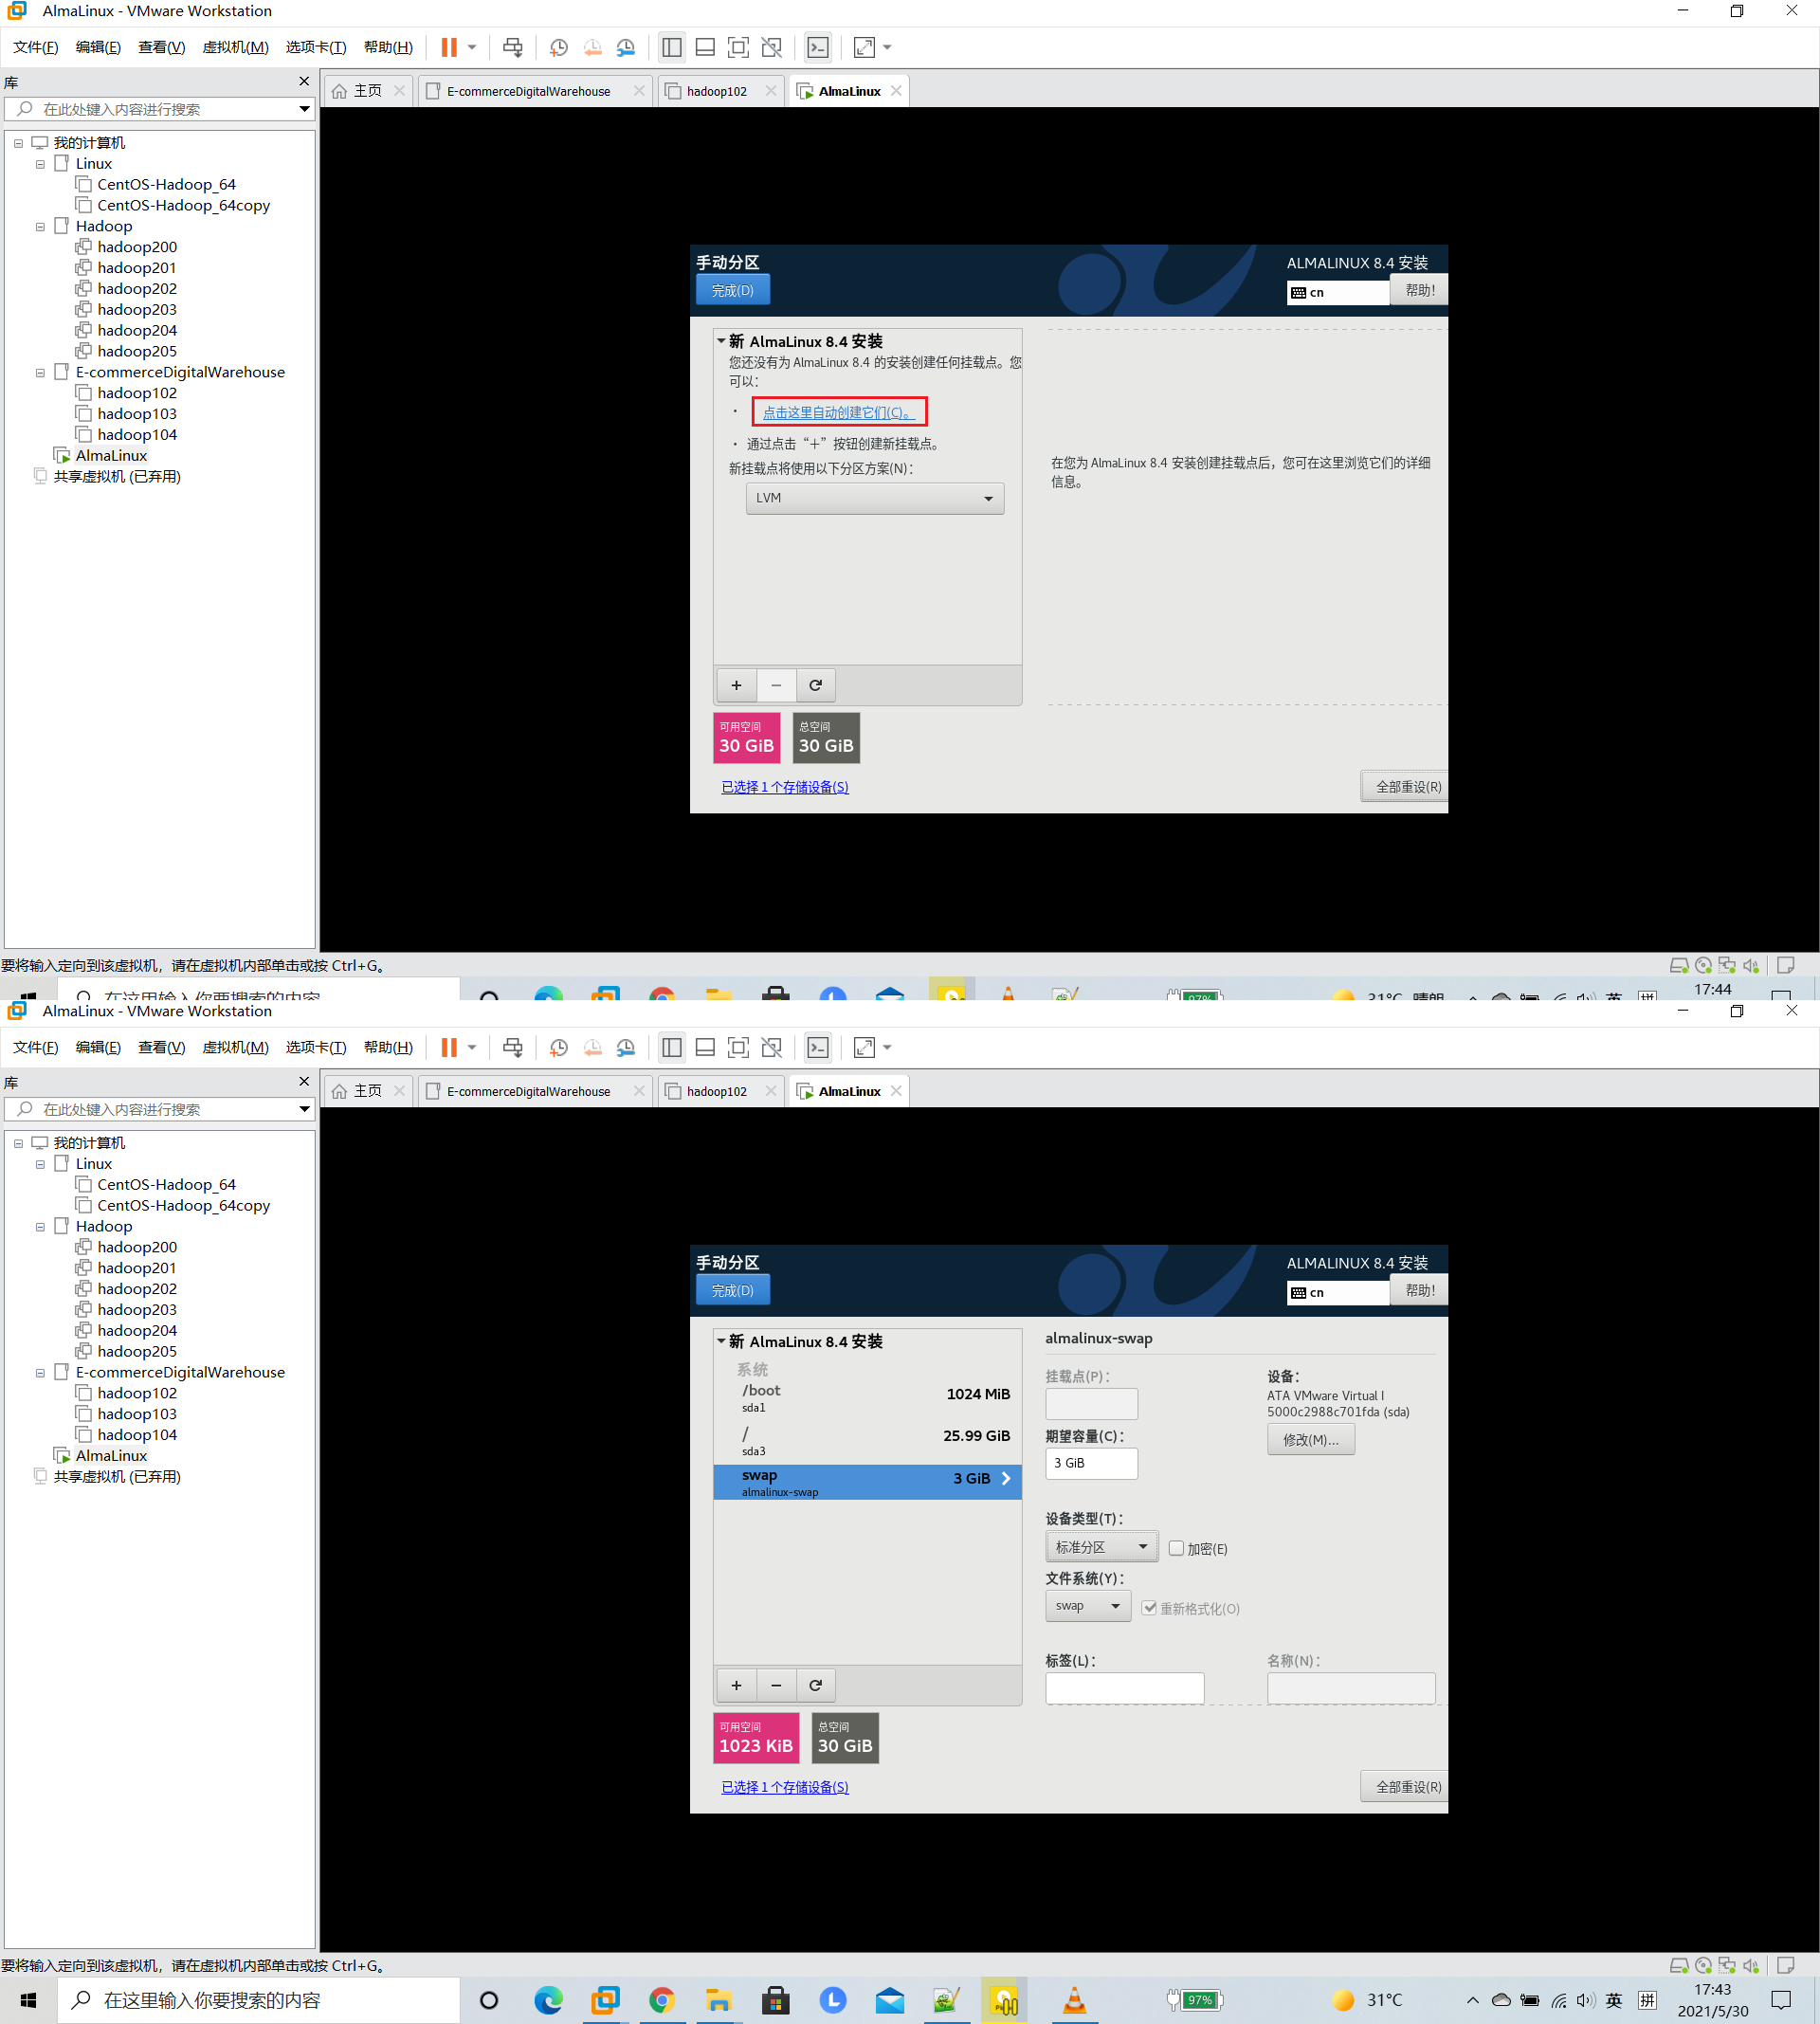 AlmaLinux - VMware Workstation
文件(F) 编辑(E) 查看(V) 虚拟机(M) 选项卡(T) 帮助(H)
库
在此处键入内容进行搜索
主页
E-commerceDigitalWarehouse
hadoop102
AlmaLinux
我的计算机
Linux
CentOS-Hadoop_64
CentOS-Hadoop_64copy
Hadoop
hadoop200
hadoop201
hadoop202
hadoop203
hadoop204
hadoop205
E-commerceDigitalWarehouse
hadoop102
hadoop103
hadoop104
AlmaLinux
共享虚拟机 (已弃用)
手动分区
完成(D)
ALMALINUX 8.4 安装
cn
帮助!
新 AlmaLinux 8.4 安装
您还没有为 AlmaLinux 8.4 的安装创建任何挂载点。您
可以：
• 点击这里自动创建它们(C)。
• 通过点击“+”按钮创建新挂载点。
新挂载点将使用以下分区方案(N)：
LVM
在您为 AlmaLinux 8.4 安装创建挂载点后，您可在这里浏览它们的详细
信息。
+ −
可用空间
30 GiB
总空间
30 GiB
已选择 1 个存储设备(S)
全部重设(R)
要将输入定向到该虚拟机，请在虚拟机内部单击或按 Ctrl+G。
在这里输入你要搜索的内容
97%
31°C 晴朗
英
拼
17:44
AlmaLinux - VMware Workstation
文件(F) 编辑(E) 查看(V) 虚拟机(M) 选项卡(T) 帮助(H)
库
在此处键入内容进行搜索
主页
E-commerceDigitalWarehouse
hadoop102
AlmaLinux
我的计算机
Linux
CentOS-Hadoop_64
CentOS-Hadoop_64copy
Hadoop
hadoop200
hadoop201
hadoop202
hadoop203
hadoop204
hadoop205
E-commerceDigitalWarehouse
hadoop102
hadoop103
hadoop104
AlmaLinux
共享虚拟机 (已弃用)
手动分区
完成(D)
ALMALINUX 8.4 安装
cn
帮助!
新 AlmaLinux 8.4 安装
系统
/boot
1024 MiB
sda1
/
25.99 GiB
sda3
swap
3 GiB
almalinux-swap
+ −
可用空间
1023 KiB
总空间
30 GiB
已选择 1 个存储设备(S)
almalinux-swap
挂载点(P)：
设备：
ATA VMware Virtual I
5000c2988c701fda (sda)
修改(M)...
期望容量(C)：
3 GiB
设备类型(T)：
标准分区
加密(E)
文件系统(Y)：
swap
重新格式化(O)
标签(L)：
名称(N)：
全部重设(R)
要将输入定向到该虚拟机，请在虚拟机内部单击或按 Ctrl+G。
在这里输入你要搜索的内容
97%
31°C
英
拼
17:43
2021/5/30